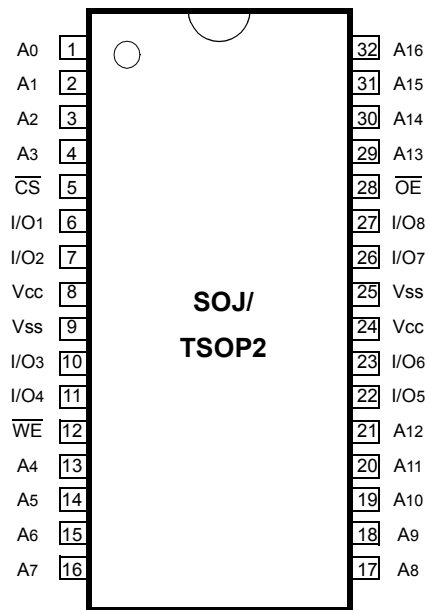 A0 1 32 A16
A1 2 31 A15
A2 3 30 A14
A3 4 29 A13
C̅S̅ 5 28 O̅E̅
I/O1 6 27 I/O8
I/O2 7 26 I/O7
Vcc 8 25 Vss
Vss 9 24 Vcc
SOJ/
TSOP2
I/O3 10 23 I/O6
I/O4 11 22 I/O5
W̅E̅ 12 21 A12
A4 13 20 A11
A5 14 19 A10
A6 15 18 A9
A7 16 17 A8